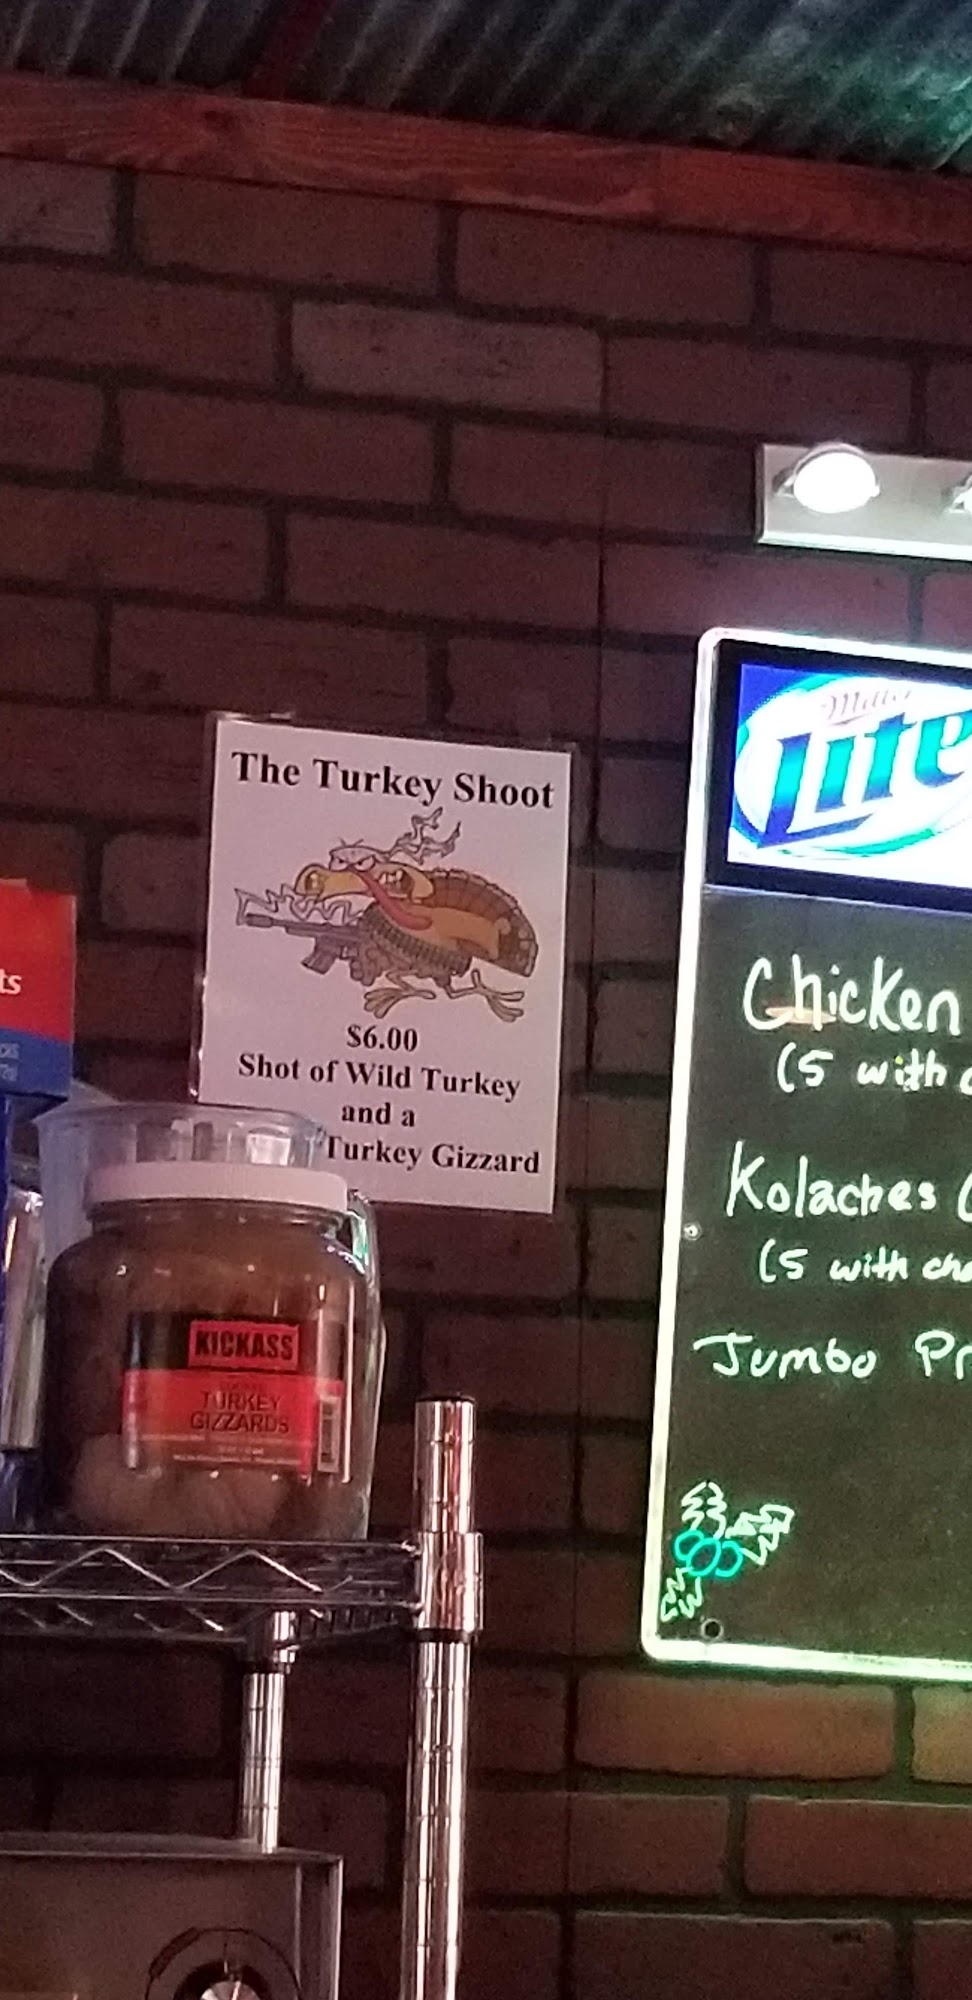 The Turkey Shoot
$6.00
Shot of Wild Turkey
and a
Turkey Gizzard
ts
KICKASS
TURKEY
GIZZARDS
Miller
Lite
Chicken
(5 with
Kolaches
(5 with
Jumbo